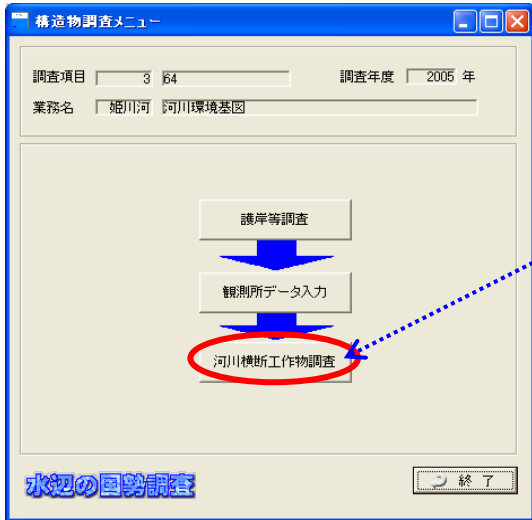 構造物調査メニュー
調査項目 3 64 調査年度 2005 年
業務名 姫川河 河川環境基図
護岸等調査
観測所データ入力
河川横断工作物調査
水辺の国勢調査
終 了